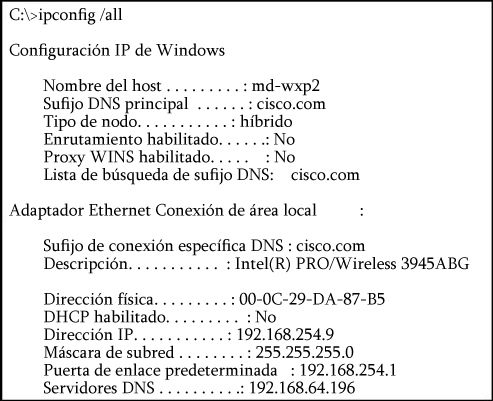 C:\>ipconfig /all
Configuración IP de Windows
Nombre del host . . . . . . . . . : md-wxp2
Sufijo DNS principal . . . . . . : cisco.com
Tipo de nodo. . . . . . . . . . . : híbrido
Enrutamiento habilitado. . . . . .: No
Proxy WINS habilitado. . . . . : No
Lista de búsqueda de sufijo DNS: cisco.com
Adaptador Ethernet Conexión de área local :
Sufijo de conexión específica DNS : cisco.com
Descripción. . . . . . . . . . . : Intel(R) PRO/Wireless 3945ABG
Dirección física. . . . . . . . . : 00-0C-29-DA-87-B5
DHCP habilitado. . . . . . . . . : No
Dirección IP. . . . . . . . . . . : 192.168.254.9
Máscara de subred . . . . . . . . : 255.255.255.0
Puerta de enlace predeterminada : 192.168.254.1
Servidores DNS . . . . . . . . . .: 192.168.64.196